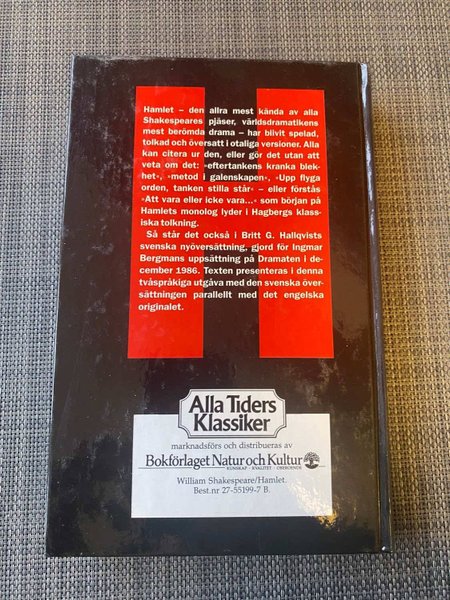 Hamlet – den allra mest kända av alla
Shakespeares pjäser, världsdramatikens
mest berömda drama – har blivit spelad,
tolkad och översatt i otaliga versioner. Alla
kan citera ur den, eller gör det utan att
veta om det: »eftertankens kranka blek-
het», »metod i galenskapen», »Upp flyga
orden, tanken stilla står» – eller förstås
»Att vara eller icke vara...» som början på
Hamlets monolog lyder i Hagbergs klass-
iska tolkning.
Så står det också i Britt G. Hallqvists
svenska nyöversättning, gjord för Ingmar
Bergmans uppsättning på Dramaten i de-
cember 1986. Texten presenteras i denna
tvåspråkiga utgåva med den svenska över-
sättningen parallellt med det engelska
originalet.
Alla Tiders
Klassiker
marknadsförs och distribueras av
Bokförlaget Natur och Kultur
KUNSKAP · KVALITET · OBEROENDE
William Shakespeare/Hamlet.
Best.nr 27-55199-7 B.